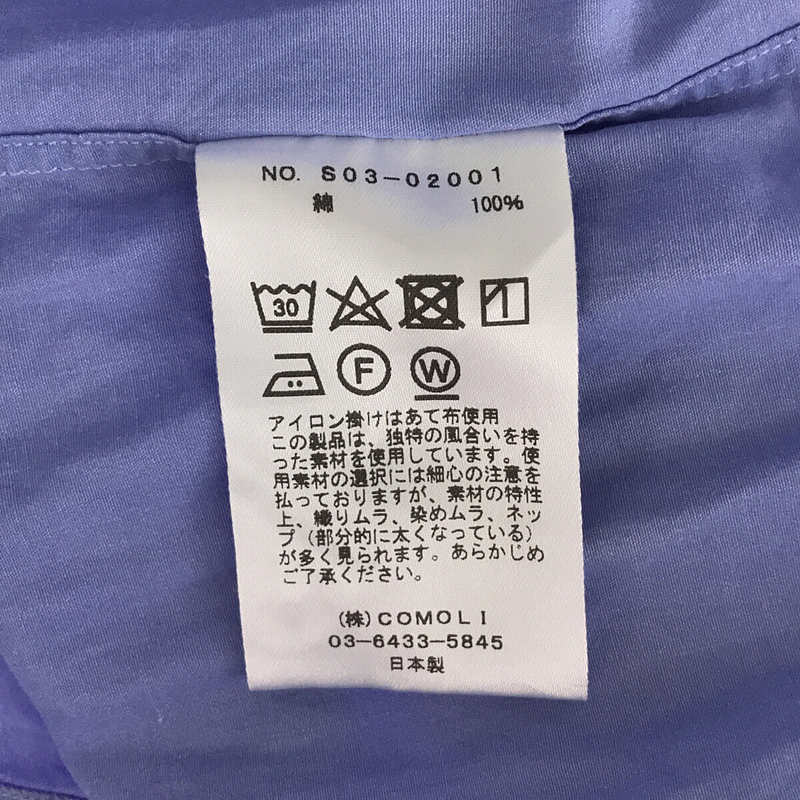 NO. S03-02001
綿 100%
30
F
W
アイロン掛けはあて布使用
この製品は、独特の風合いを持
った素材を使用しています。使
用素材の選択には細心の注意を
払っておりますが、素材の特性
上、織りムラ、染めムラ、ネッ
プ（部分的に太くなっている）
が多く見られます。あらかじめ
ご了承ください。
(株)COMOLI
03-6433-5845
日本製